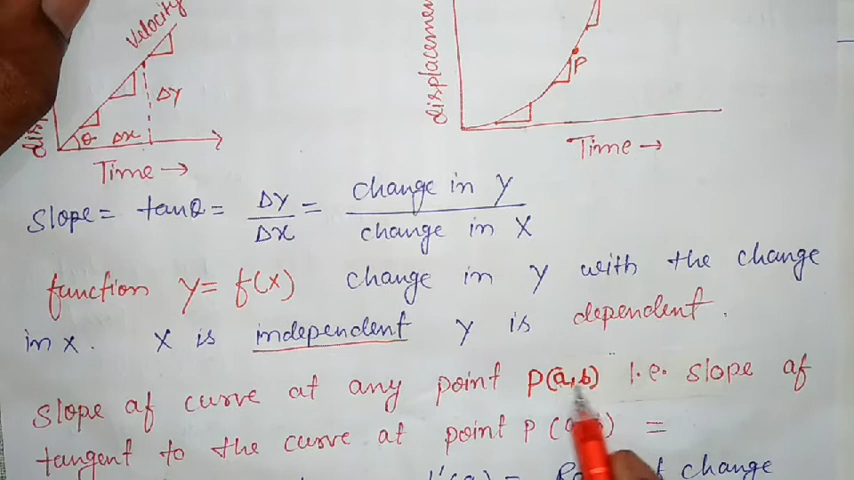 Velocity
displacement
P
Δy
θ Δx
Time → Time →
Slope = tanθ = Δy/Δx = change in y / change in x
function y = f(x) change in y with the change
in x. x is independent y is dependent.
Slope of curve at any point P(a,b) i.e. slope of
tangent to the curve at point P ( ) =
change